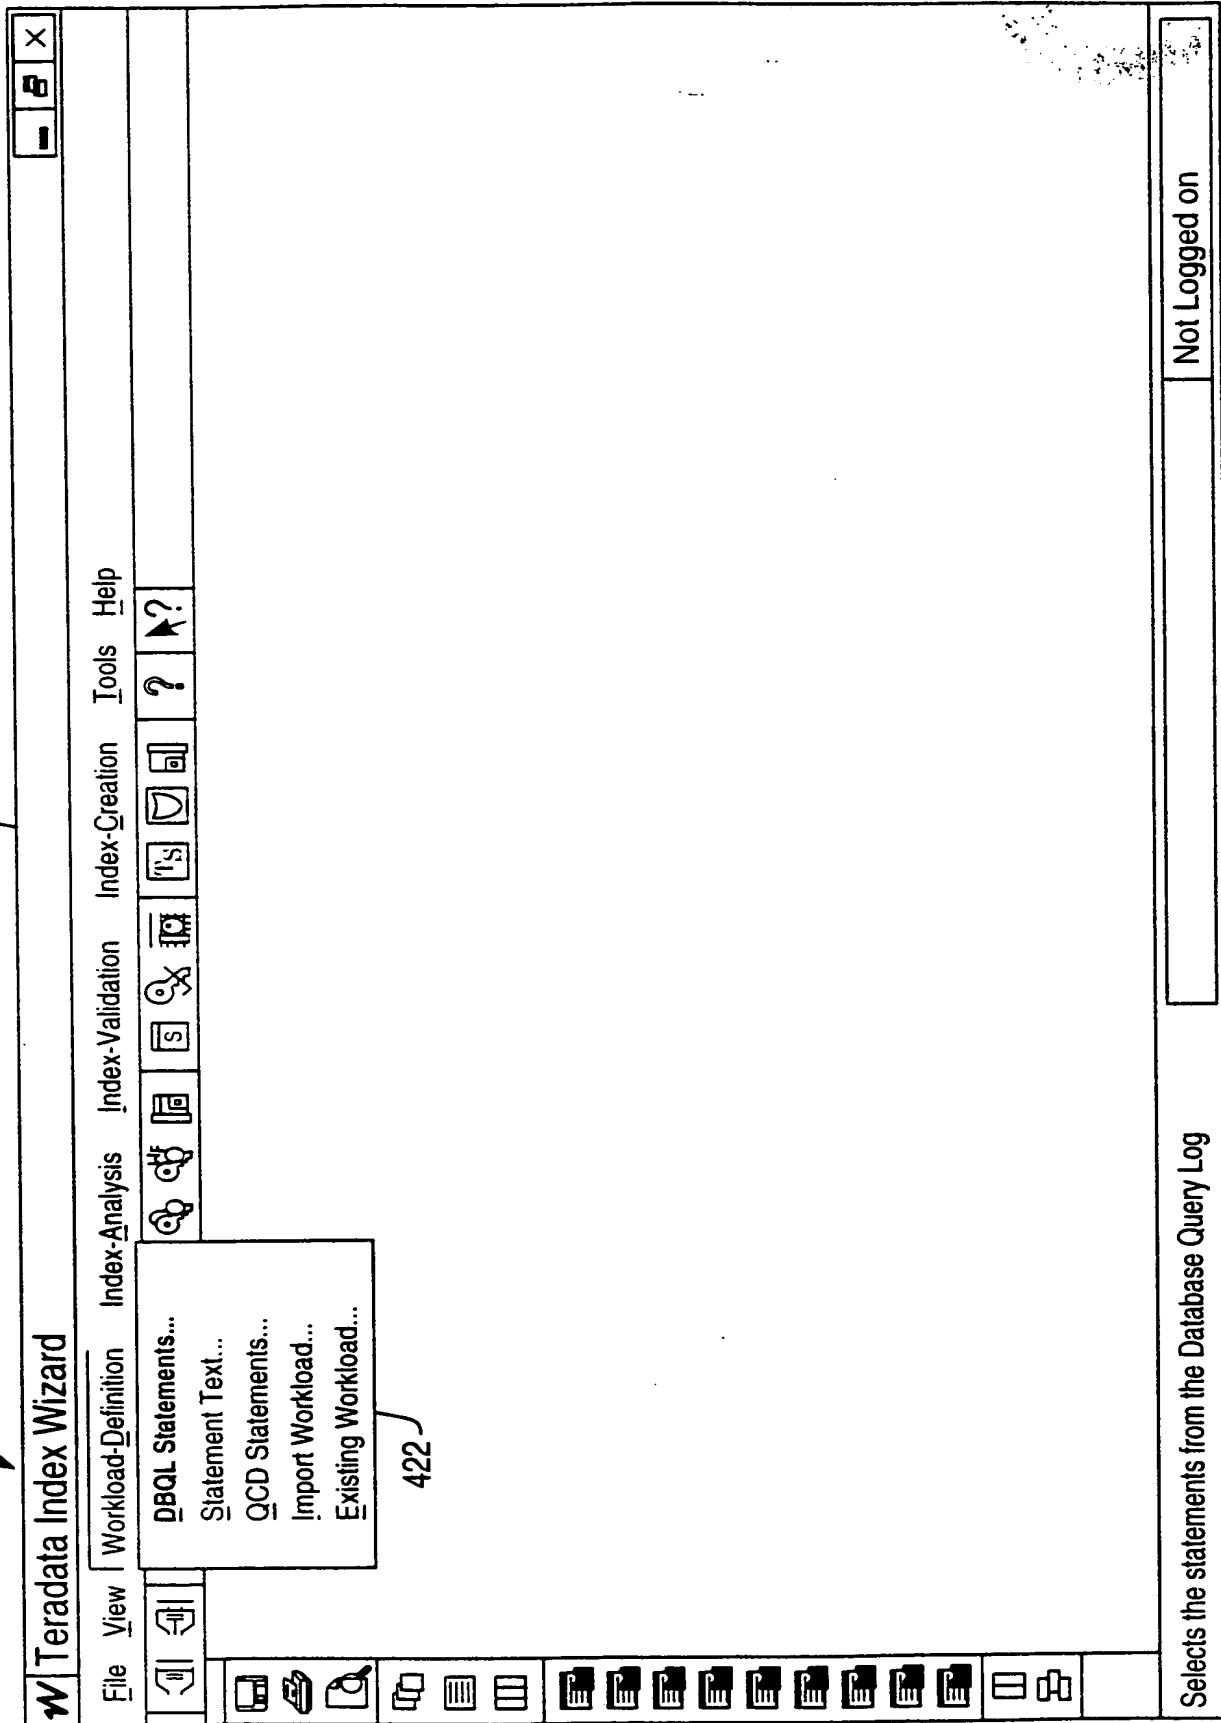 W Teradata Index Wizard
File View Workload-Definition Index-Analysis Index-Validation Index-Creation Tools Help
S T's ? ?
DBQL Statements...
Statement Text...
QCD Statements...
Import Workload...
Existing Workload...
422
Selects the statements from the Database Query Log Not Logged on